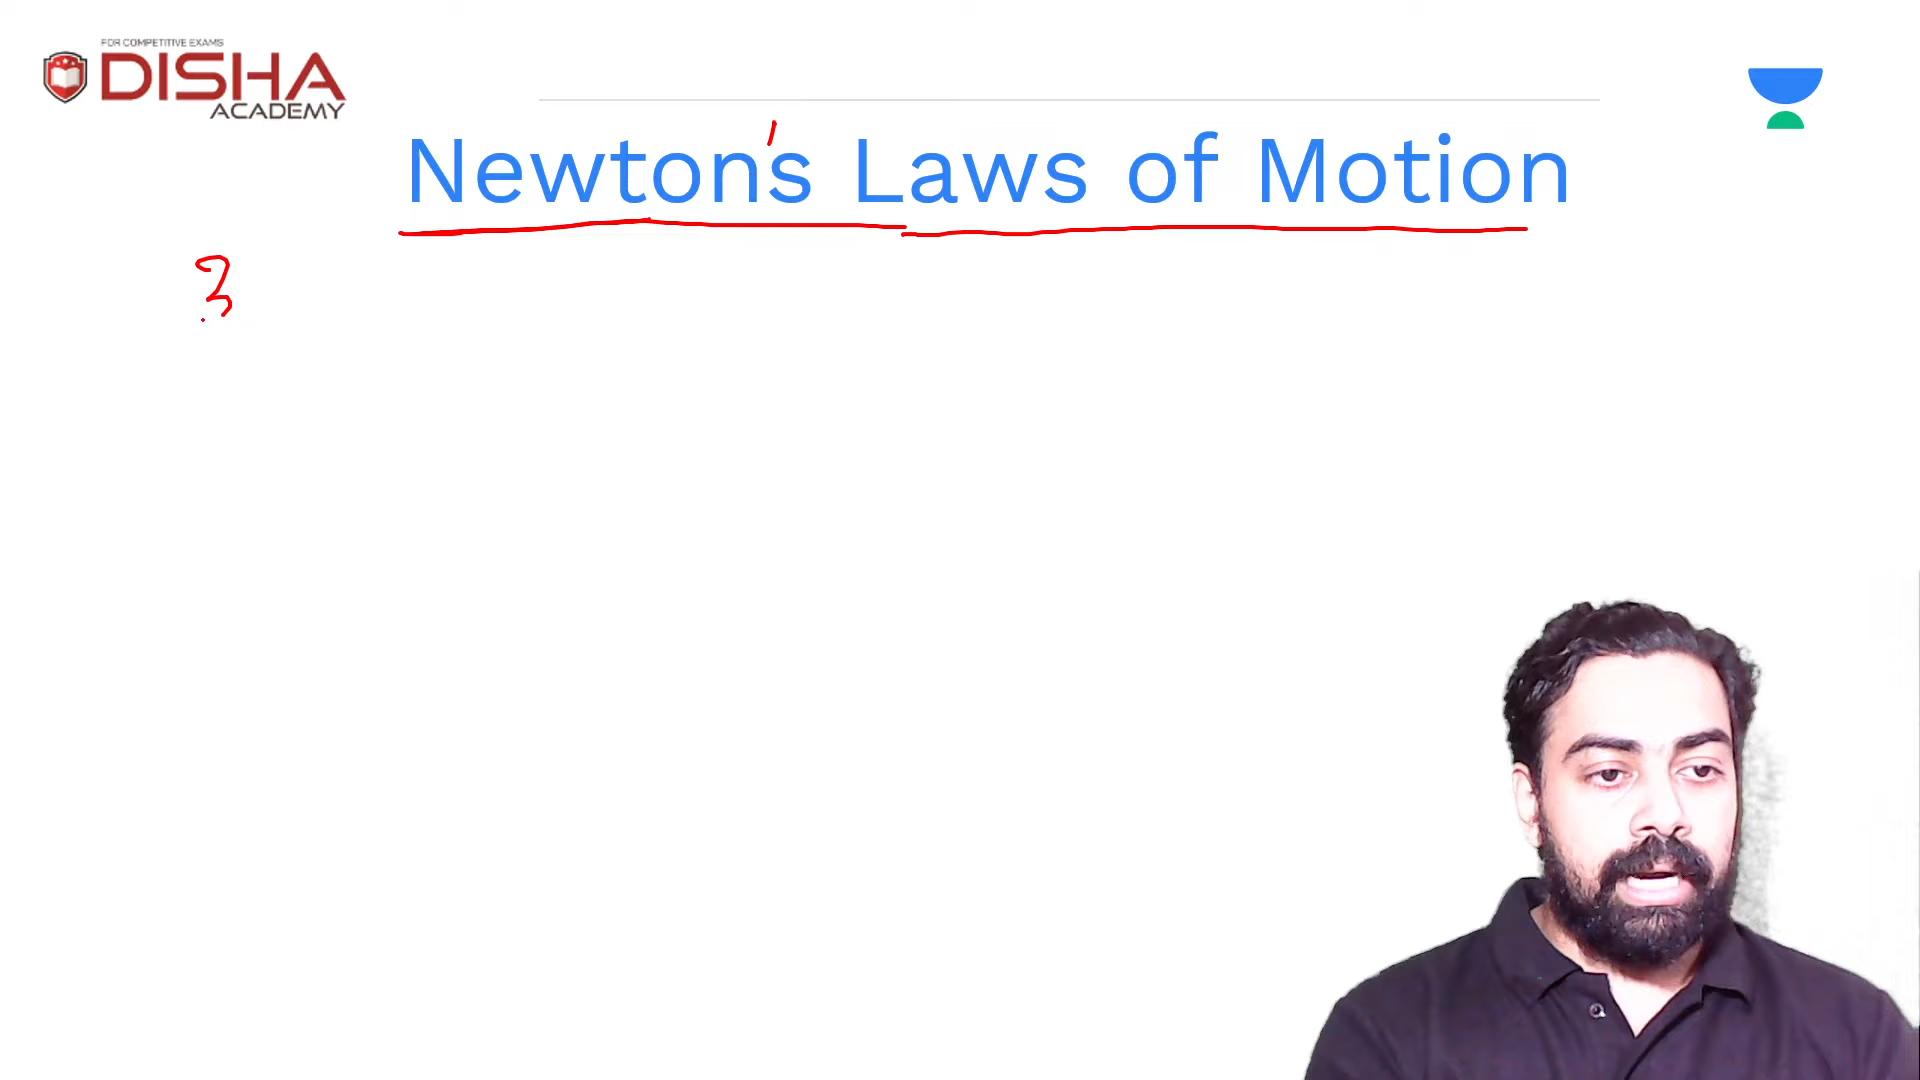 FOR COMPETITIVE EXAMS
DISHA
ACADEMY
Newton's Laws of Motion
3